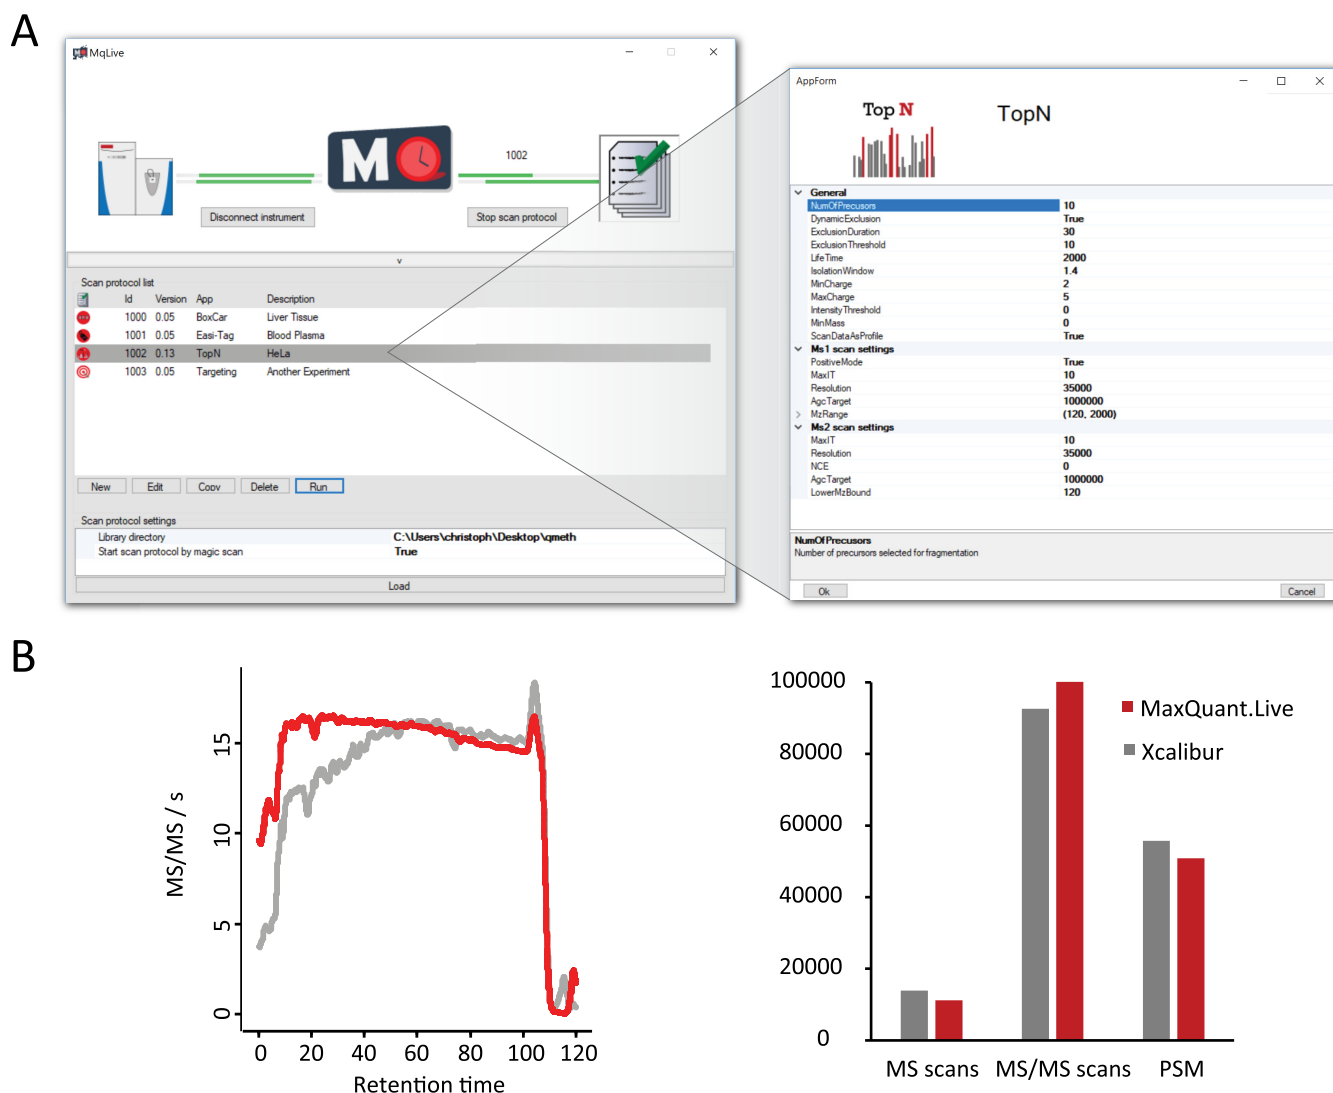 A
MqLive
1002
Disconnect instrument
Stop scan protocol
v
Scan protocol list
Id Version App Description
1000 0.05 BoxCar Liver Tissue
1001 0.05 Easi-Tag Blood Plasma
1002 0.13 TopN HeLa
1003 0.05 Targeting Another Experiment
New Edit Copy Delete Run
Scan protocol settings
Library directory C:\Users\christoph\Desktop\qmeth
Start scan protocol by magic scan True
Load
AppForm
Top N
TopN
General
NumOfPrecusors 10
DynamicExclusion True
ExclusionDuration 30
ExclusionThreshold 10
LifeTime 2000
IsolationWindow 1.4
MinCharge 2
MaxCharge 5
IntensityThreshold 0
MinMass 0
ScanDataAsProfile True
Ms1 scan settings
PositiveMode True
MaxIT 10
Resolution 35000
AgcTarget 1000000
MzRange (120, 2000)
Ms2 scan settings
MaxIT 10
Resolution 35000
NCE 0
AgcTarget 1000000
LowerMzBound 120
NumOfPrecusors
Number of precursors selected for fragmentation
Ok Cancel
B
MS/MS / s
15
10
5
0
0 20 40 60 80 100 120
Retention time
100000
80000
60000
40000
20000
0
MaxQuant.Live
Xcalibur
MS scans MS/MS scans PSM